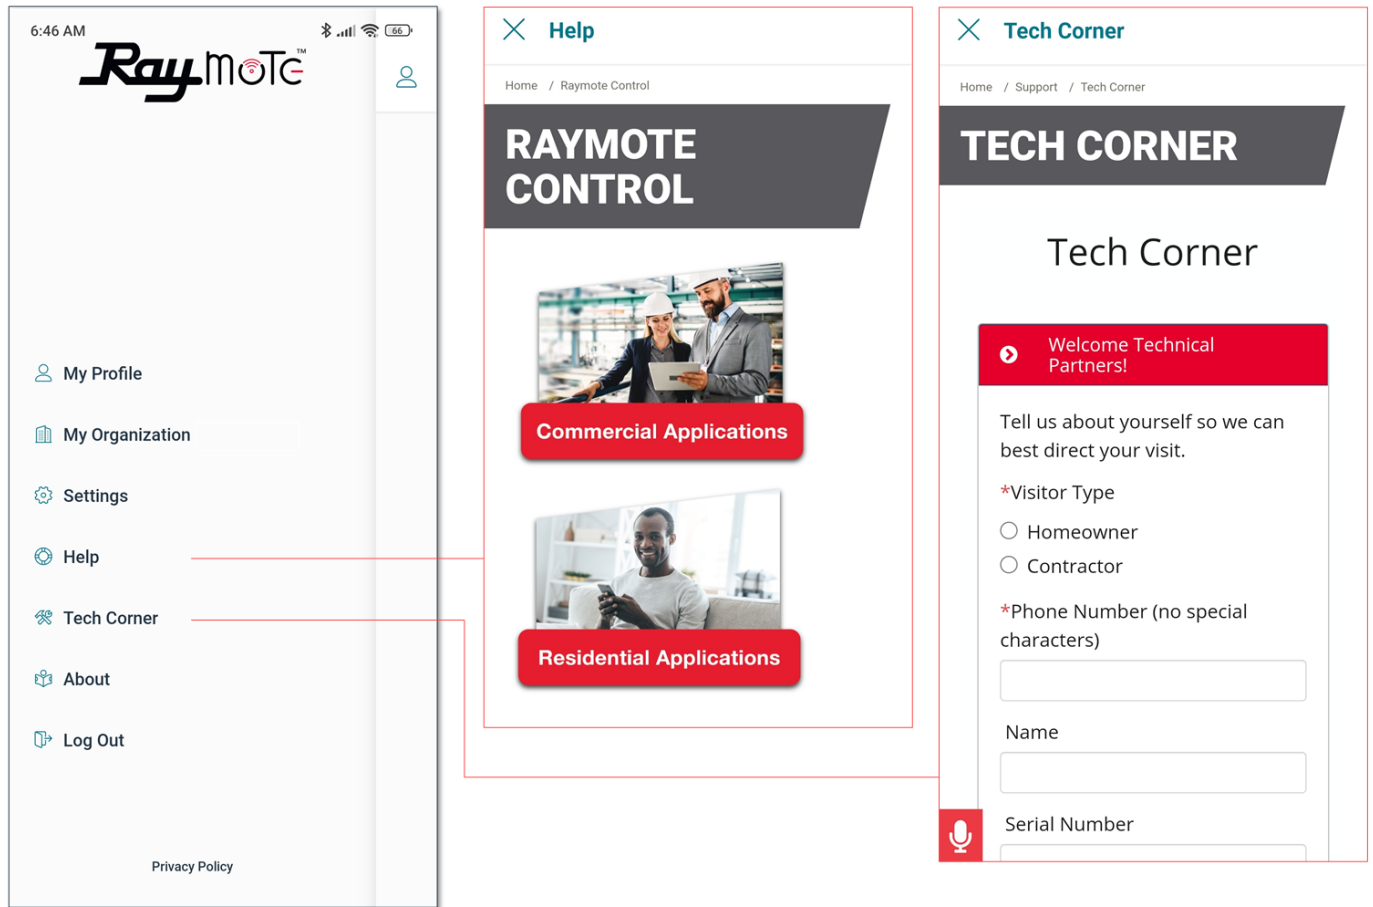 6:46 AM
66
RaymoTe™
My Profile
My Organization
Settings
Help
Tech Corner
About
Log Out
Privacy Policy
Help
Home / Raymote Control
RAYMOTE
CONTROL
Commercial Applications
Residential Applications
Tech Corner
Home / Support / Tech Corner
TECH CORNER
Tech Corner
Welcome Technical
Partners!
Tell us about yourself so we can
best direct your visit.
*Visitor Type
Homeowner
Contractor
*Phone Number (no special
characters)
Name
Serial Number